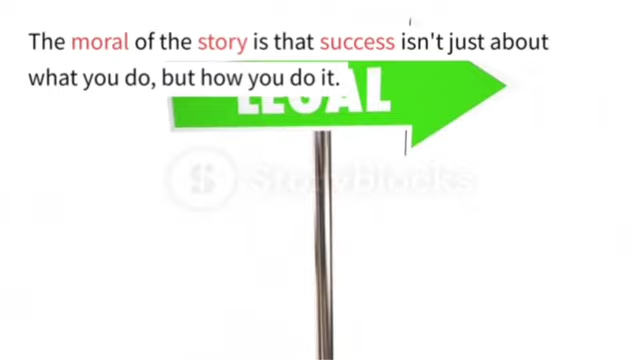 The moral of the story is that success isn't just about
what you do, but how you do it.
LEGAL
Storyblocks